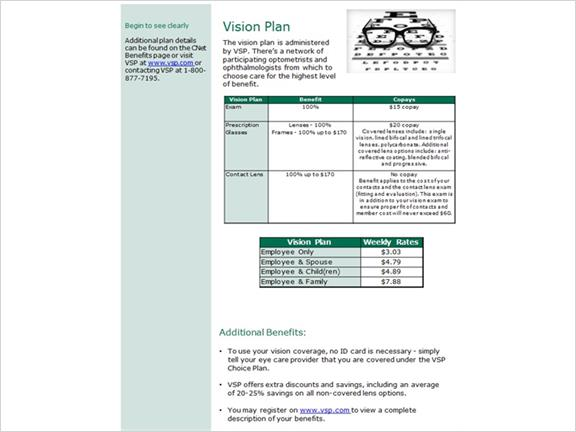 Begin to see clearly
Additional plan details
can be found on the CNet
Benefits page or visit
VSP at www.vsp.com or
contacting VSP at 1-800-
877-7195.
Vision Plan
The vision plan is administered
by VSP. There's a network of
participating optometrists and
ophthalmologists from which to
choose care for the highest level
of benefit.
Vision Plan Benefit Copays
Exam 100% $15 copay
Prescription Glasses
Lenses - 100%
Frames - 100% up to $170
$20 copay
Covered lenses include: single
vision, lined bifocal and lined trifocal
lenses, polycarbonate. Additional
covered lens options include: anti-
reflective coating, blended bifocal
and progressive.
Contact Lens 100% up to $170 No copay
Benefit applies to the cost of your
contacts and the contact lens exam
(fitting and evaluation). This exam is
in addition to your vision exam to
ensure proper fit of contacts and
member cost will never exceed $60.
Vision Plan Weekly Rates
Employee Only $3.03
Employee & Spouse $4.79
Employee & Child(ren) $4.89
Employee & Family $7.88
Additional Benefits:
• To use your vision coverage, no ID card is necessary - simply
tell your eye care provider that you are covered under the VSP
Choice Plan.
• VSP offers extra discounts and savings, including an average
of 20-25% savings on all non-covered lens options.
• You may register on www.vsp.com to view a complete
description of your benefits.